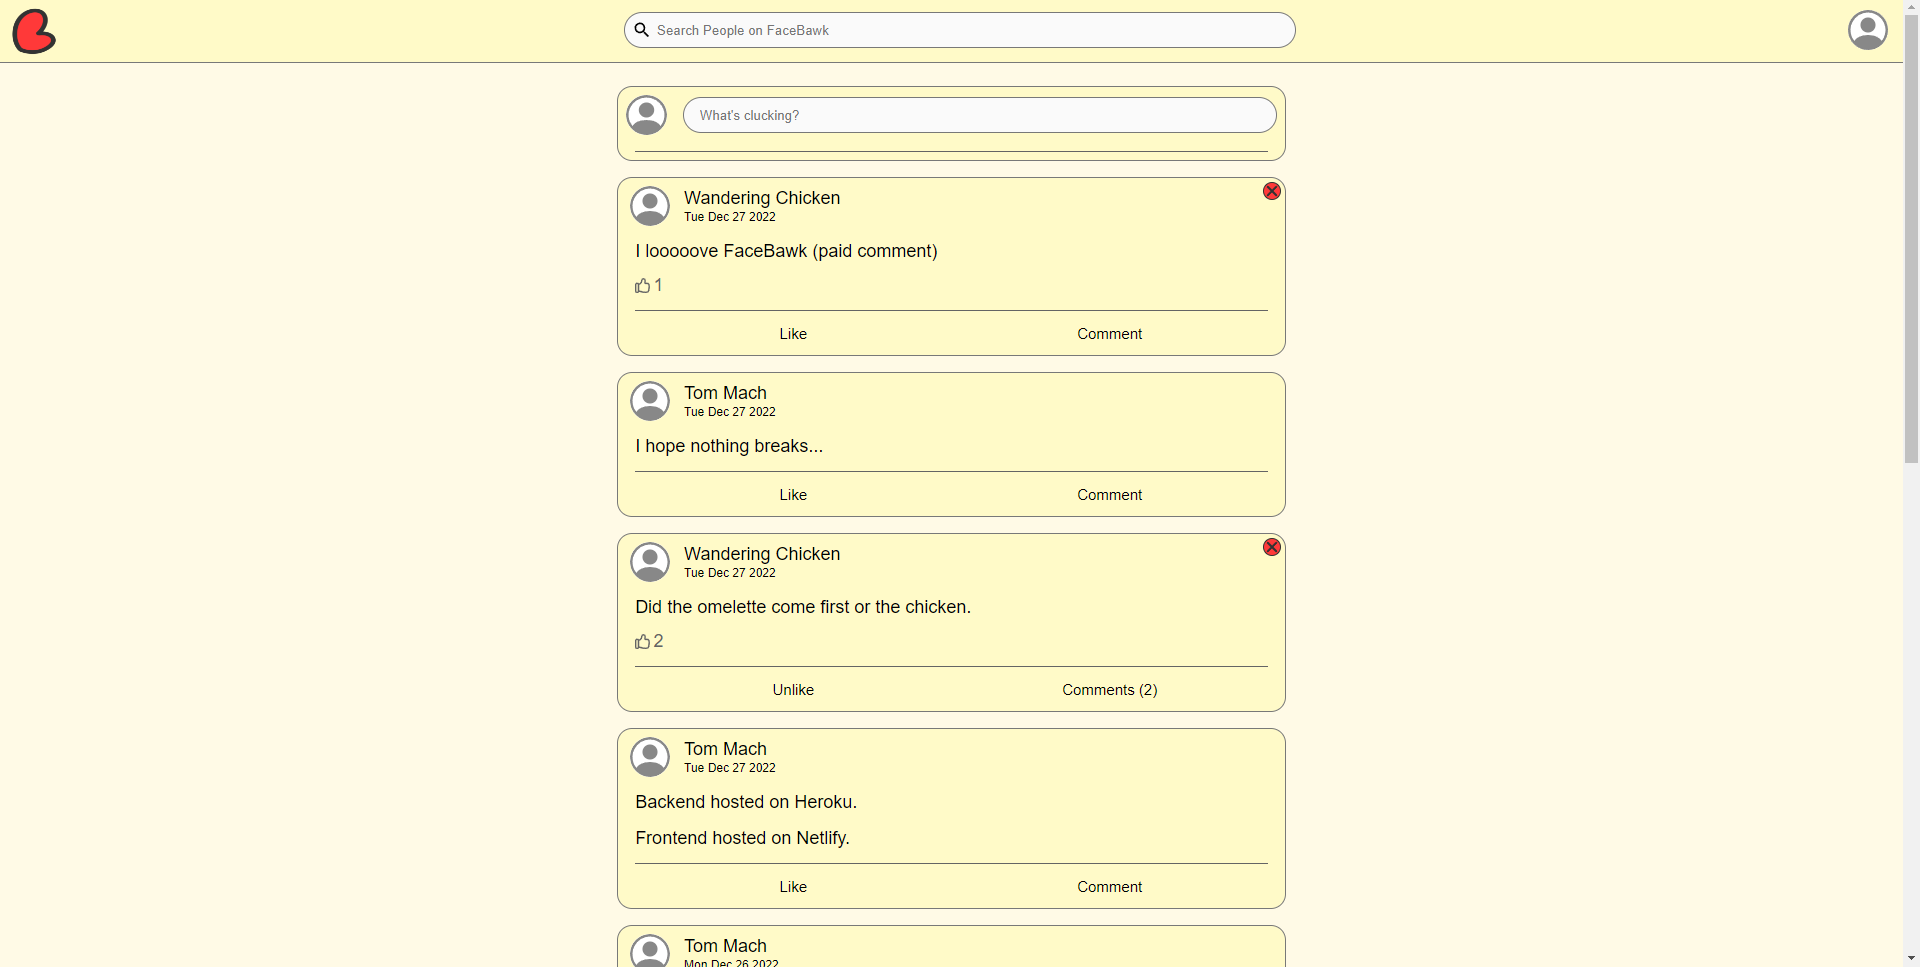 Search People on FaceBawk
What's clucking?
Wandering Chicken
Tue Dec 27 2022
I looooove FaceBawk (paid comment)
1
Like Comment
Tom Mach
Tue Dec 27 2022
I hope nothing breaks...
Like Comment
Wandering Chicken
Tue Dec 27 2022
Did the omelette come first or the chicken.
2
Unlike Comments (2)
Tom Mach
Tue Dec 27 2022
Backend hosted on Heroku.
Frontend hosted on Netlify.
Like Comment
Tom Mach
Mon Dec 26 2022